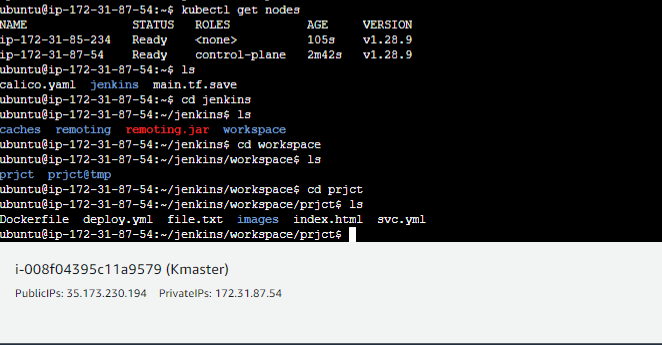 ubuntu@ip-172-31-87-54:~$ kubectl get nodes
NAME STATUS ROLES AGE VERSION
ip-172-31-85-234 Ready <none> 105s v1.28.9
ip-172-31-87-54 Ready control-plane 2m42s v1.28.9
ubuntu@ip-172-31-87-54:~$ ls
calico.yaml jenkins main.tf.save
ubuntu@ip-172-31-87-54:~$ cd jenkins
ubuntu@ip-172-31-87-54:~/jenkins$ ls
caches remoting remoting.jar workspace
ubuntu@ip-172-31-87-54:~/jenkins$ cd workspace
ubuntu@ip-172-31-87-54:~/jenkins/workspace$ ls
prjct prjct@tmp
ubuntu@ip-172-31-87-54:~/jenkins/workspace$ cd prjct
ubuntu@ip-172-31-87-54:~/jenkins/workspace/prjct$ ls
Dockerfile deploy.yml file.txt images index.html svc.yml
ubuntu@ip-172-31-87-54:~/jenkins/workspace/prjct$
i-008f04395c11a9579 (Kmaster)
PublicIPs: 35.173.230.194 PrivateIPs: 172.31.87.54